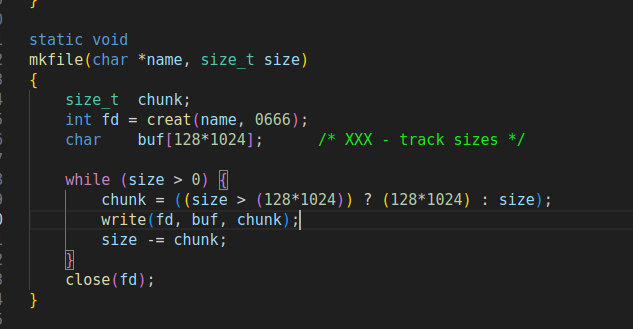 }
static void
mkfile(char *name, size_t size)
{
    size_t  chunk;
    int fd = creat(name, 0666);
    char    buf[128*1024];      /* XXX - track sizes */
    while (size > 0) {
        chunk = ((size > (128*1024)) ? (128*1024) : size);
        write(fd, buf, chunk);
        size -= chunk;
    }
    close(fd);
}